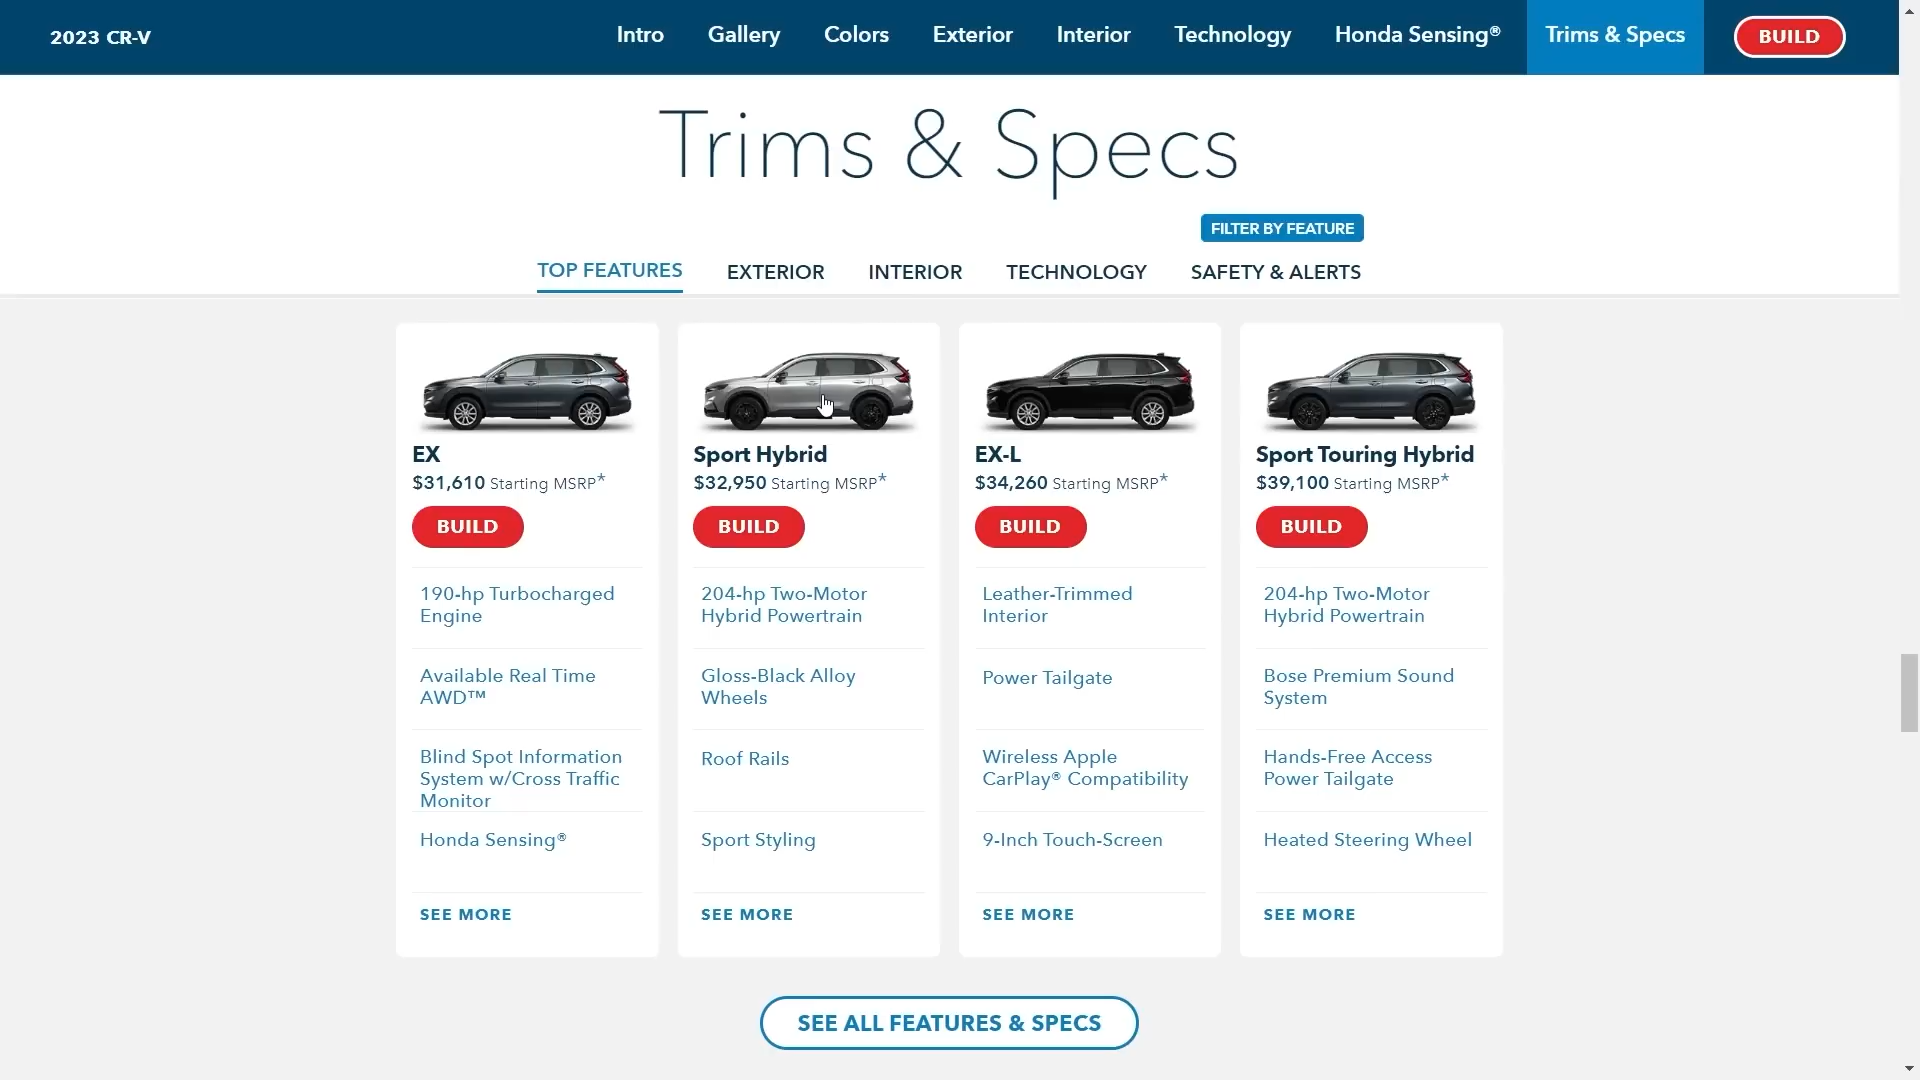 2023 CR-V
Intro
Gallery
Colors
Exterior
Interior
Technology
Honda Sensing®
Trims & Specs
BUILD
Trims & Specs
FILTER BY FEATURE
TOP FEATURES
EXTERIOR
INTERIOR
TECHNOLOGY
SAFETY & ALERTS
EX
$31,610 Starting MSRP*
BUILD
190-hp Turbocharged
Engine
Available Real Time
AWD™
Blind Spot Information
System w/Cross Traffic
Monitor
Honda Sensing®
SEE MORE
Sport Hybrid
$32,950 Starting MSRP*
BUILD
204-hp Two-Motor
Hybrid Powertrain
Gloss-Black Alloy
Wheels
Roof Rails
Sport Styling
SEE MORE
EX-L
$34,260 Starting MSRP*
BUILD
Leather-Trimmed
Interior
Power Tailgate
Wireless Apple
CarPlay® Compatibility
9-Inch Touch-Screen
SEE MORE
Sport Touring Hybrid
$39,100 Starting MSRP*
BUILD
204-hp Two-Motor
Hybrid Powertrain
Bose Premium Sound
System
Hands-Free Access
Power Tailgate
Heated Steering Wheel
SEE MORE
SEE ALL FEATURES & SPECS